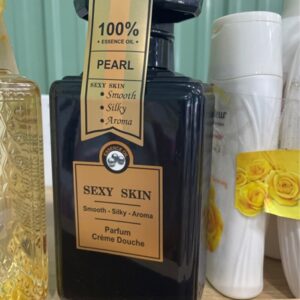 100%
• ESSENCE OIL •
PEARL
SEXY SKIN
• Smooth
• Silky
• Aroma
SEXY SKIN
Smooth - Silky - Aroma
Parfum
Crème Douche